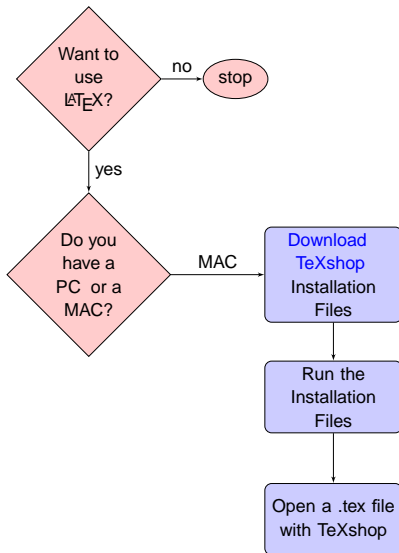 Want to
use
LATEX?
no
stop
yes
Do you
have a
PC or a
MAC?
MAC
Download
TeXshop
Installation
Files
Run the
Installation
Files
Open a .tex file
with TeXshop